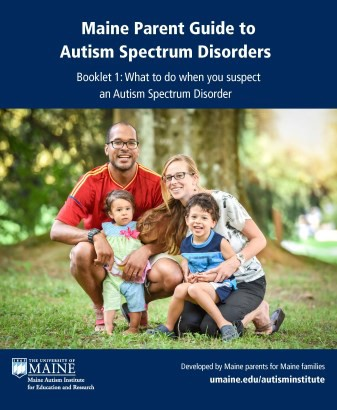 Maine Parent Guide to
Autism Spectrum Disorders
Booklet 1: What to do when you suspect
an Autism Spectrum Disorder
THE UNIVERSITY OF
MAINE
Maine Autism Institute
for Education and Research
Developed by Maine parents for Maine families
umaine.edu/autisminstitute